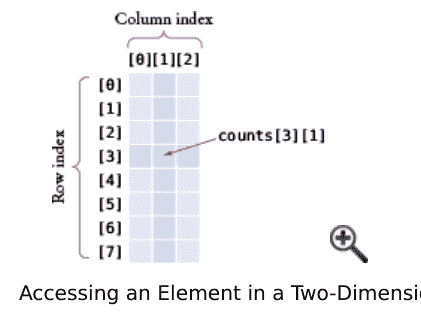 Column index
[0][1][2]
[0]
[1]
[2]
counts[3][1]
[3]
[4]
[5]
[6]
[7]
Row index
Accessing an Element in a Two-Dimensi